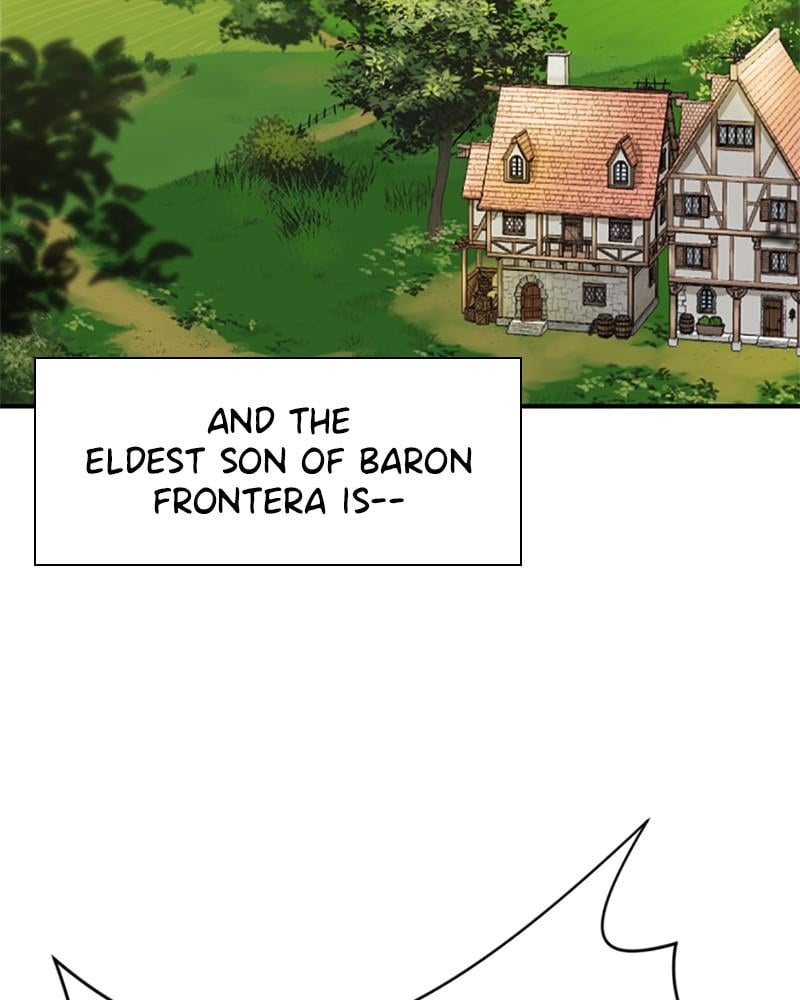 AND THE
ELDEST SON OF BARON
FRONTERA IS--